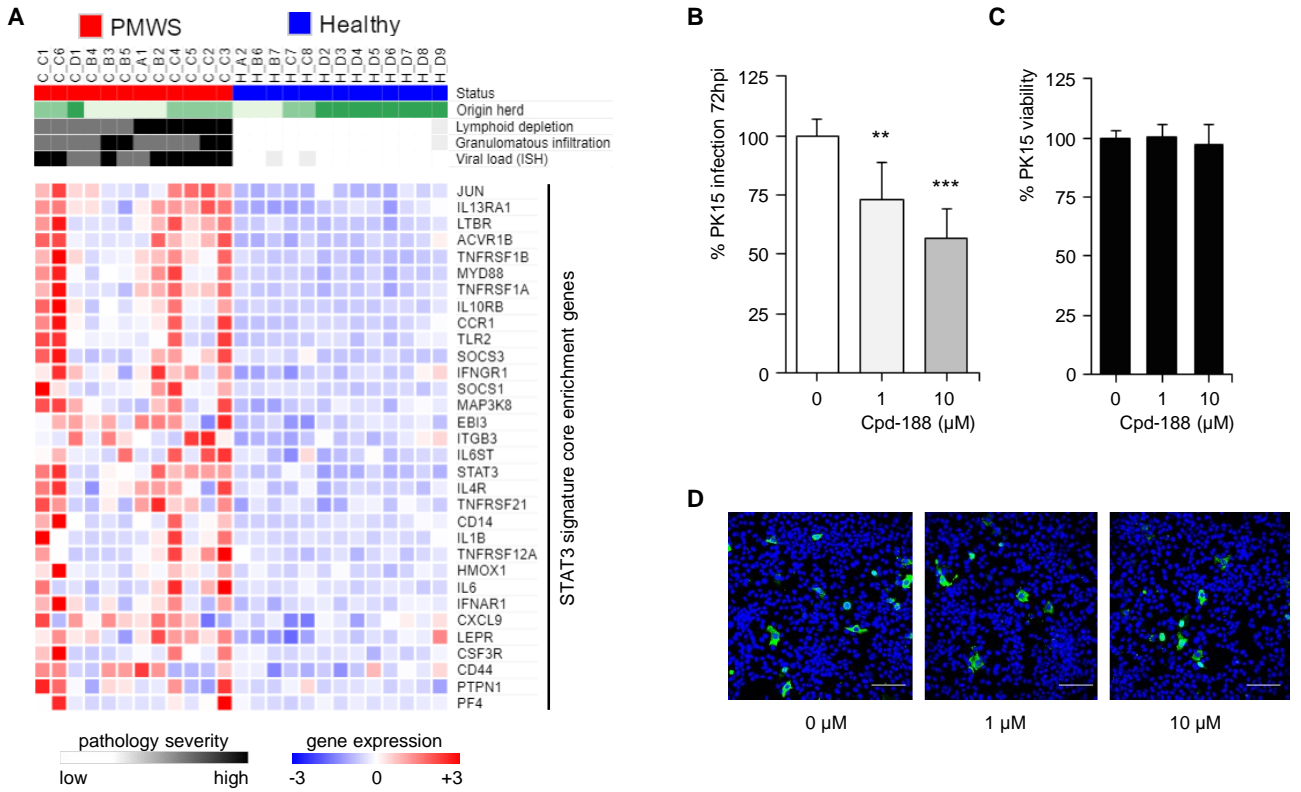 A
PMWS
Healthy
C_C1
C_C6
C_D1
C_B4
C_B3
C_B5
C_A1
C_B2
C_C4
C_C5
C_C2
C_C3
H_A2
H_B6
H_B7
H_C7
H_C8
H_D2
H_D3
H_D4
H_D5
H_D6
H_D7
H_D8
H_D9
Status
Origin herd
Lymphoid depletion
Granulomatous infiltration
Viral load (ISH)
JUN
IL13RA1
LTBR
ACVR1B
TNFRSF1B
MYD88
TNFRSF1A
IL10RB
CCR1
TLR2
SOCS3
IFNGR1
SOCS1
MAP3K8
EBI3
ITGB3
IL6ST
STAT3
IL4R
TNFRSF21
CD14
IL1B
TNFRSF12A
HMOX1
IL6
IFNAR1
CXCL9
LEPR
CSF3R
CD44
PTPN1
PF4
STAT3 signature core enrichment genes
pathology severity
low high
gene expression
-3 0 +3
B
% PK15 infection 72hpi
125
100
75
50
25
0
**
***
0 1 10
Cpd-188 (µM)
C
% PK15 viability
125
100
75
50
25
0
0 1 10
Cpd-188 (µM)
D
0 µM
1 µM
10 µM